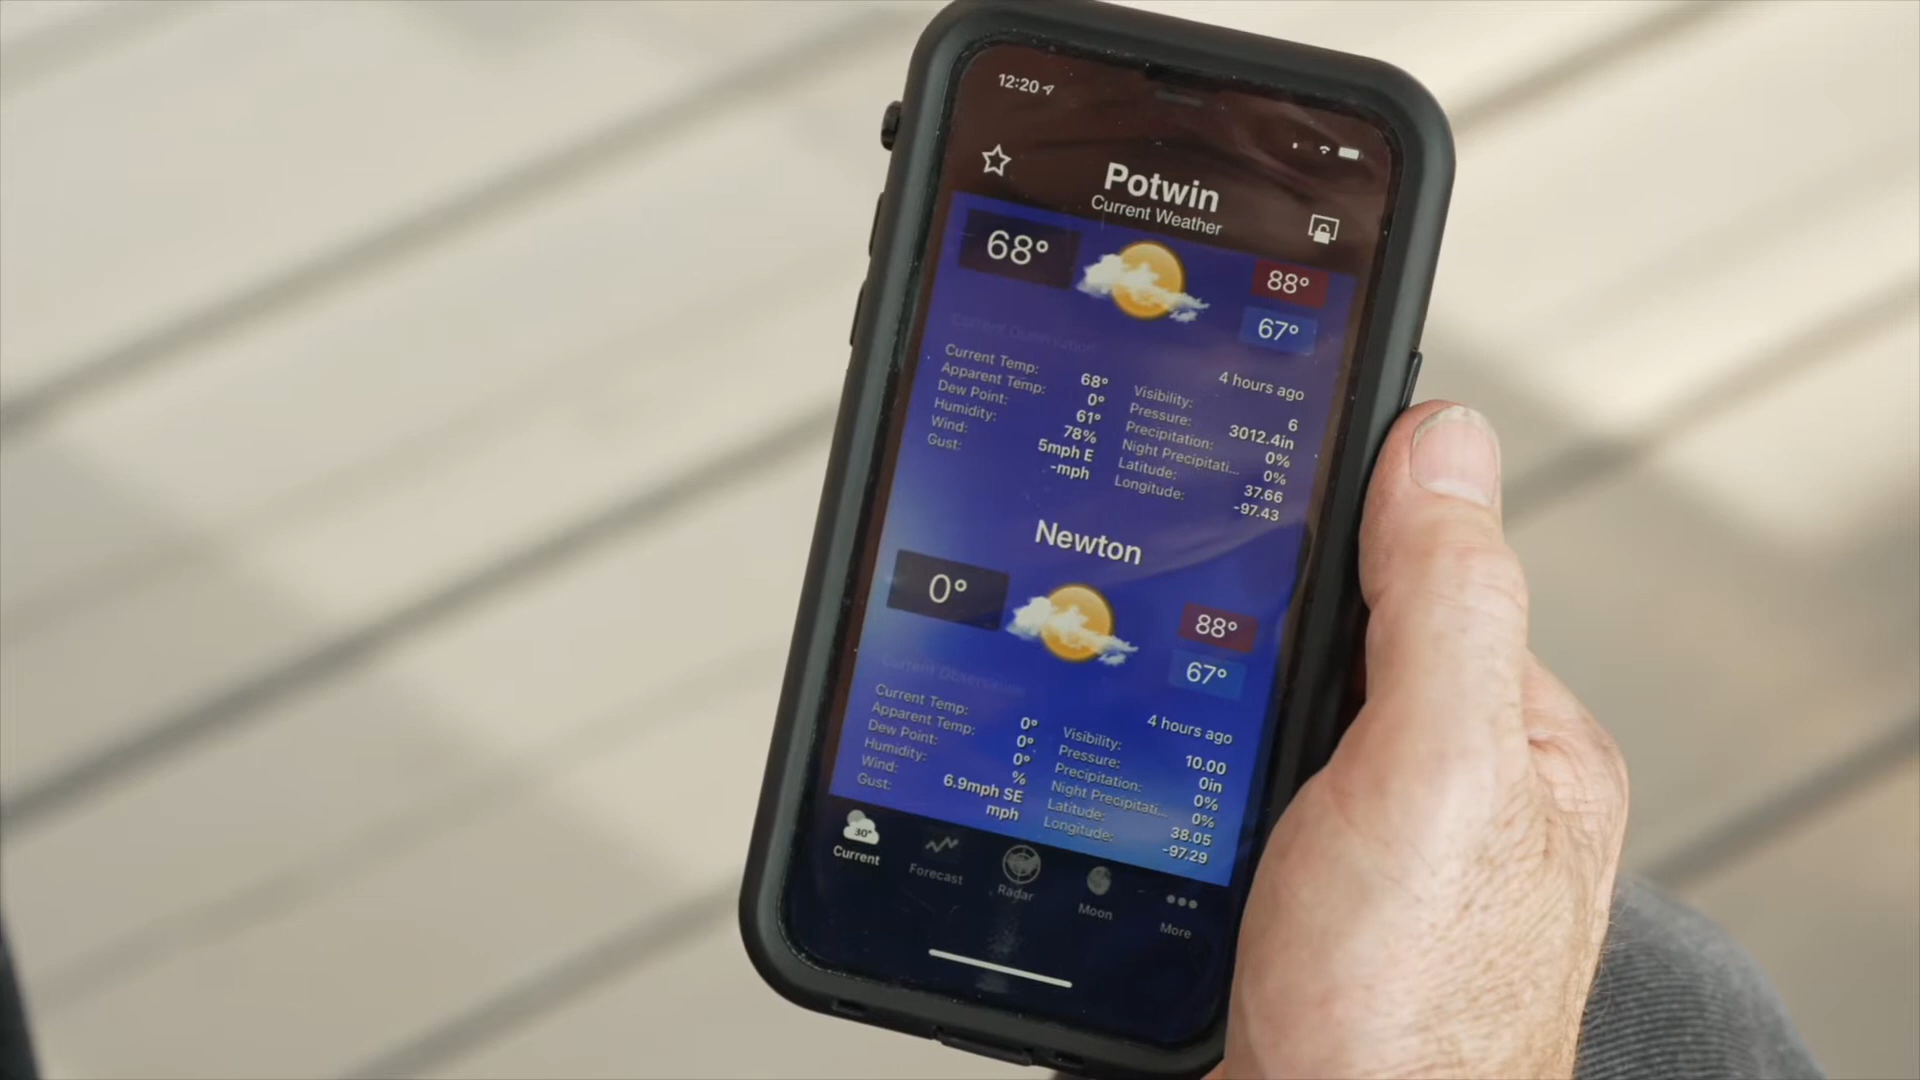 12:20
Potwin
Current Weather
68°
88°
67°
Current Observation
4 hours ago
Current Temp: 68°
Apparent Temp: 0°
Dew Point: 61°
Humidity: 78%
Wind: 5mph E
Gust: -mph
Visibility: 6
Pressure: 3012.4in
Precipitation: 0%
Night Precipitati... 0%
Latitude: 37.66
Longitude: -97.43
Newton
0°
88°
67°
Current Observation
4 hours ago
Current Temp: 0°
Apparent Temp: 0°
Dew Point: 0°
Humidity: %
Wind: 6.9mph SE
Gust: mph
Visibility: 10.00
Pressure: 0in
Precipitation: 0%
Night Precipitati... 0%
Latitude: 38.05
Longitude: -97.29
30°
Current
Forecast
Radar
Moon
More